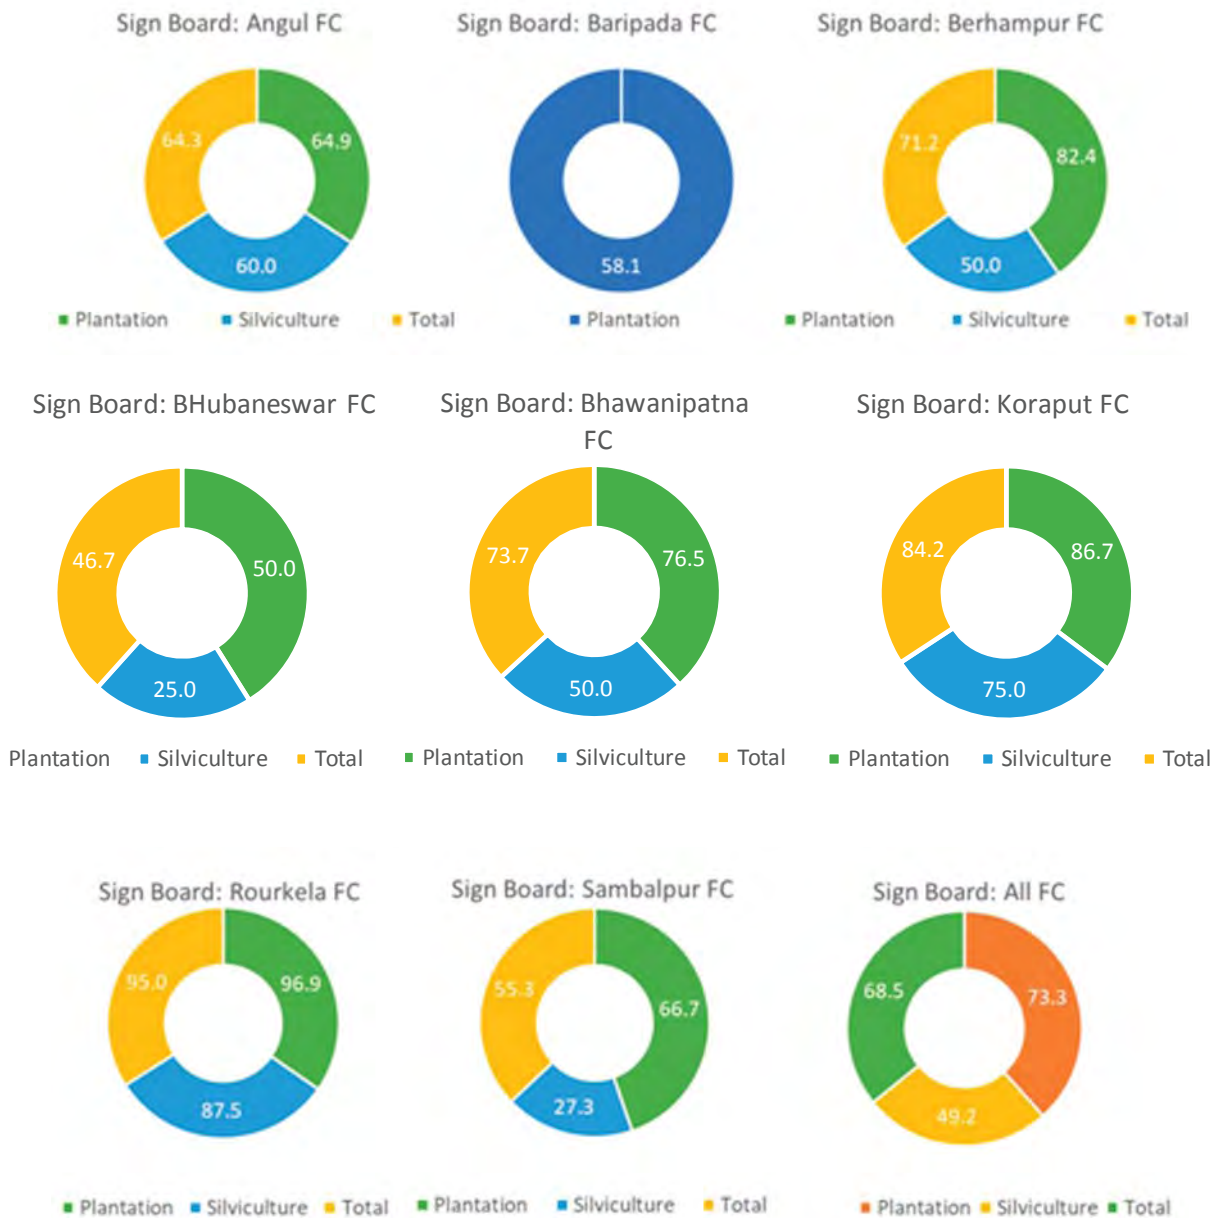 Sign Board: Angul FC
64.3
64.9
60.0
Plantation Silviculture Total
Sign Board: Baripada FC
58.1
Plantation
Sign Board: Berhampur FC
71.2
82.4
50.0
Plantation Silviculture Total
Sign Board: BHubaneswar FC
46.7
50.0
25.0
Plantation Silviculture Total
Sign Board: Bhawanipatna
FC
73.7
76.5
50.0
Plantation Silviculture Total
Sign Board: Koraput FC
84.2
86.7
75.0
Plantation Silviculture Total
Sign Board: Rourkela FC
95.0
96.9
87.5
Plantation Silviculture Total
Sign Board: Sambalpur FC
55.3
66.7
27.3
Plantation Silviculture Total
Sign Board: All FC
68.5
73.3
49.2
Plantation Silviculture Total